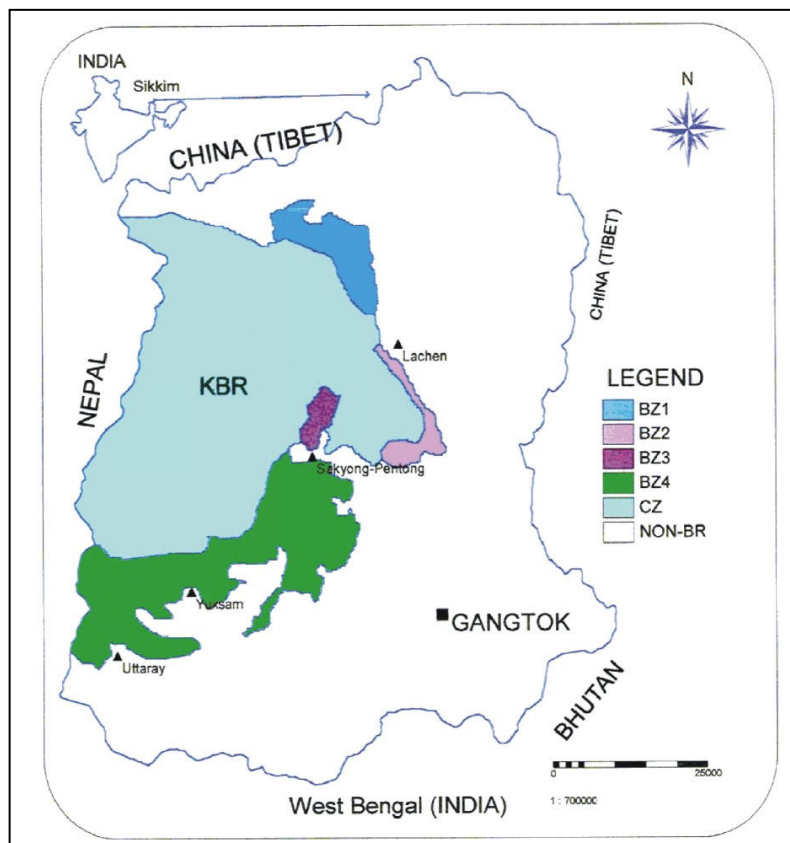 INDIA
Sikkim
N
CHINA (TIBET)
CHINA (TIBET)
NEPAL
Lachen
KBR
LEGEND
BZ1
BZ2
BZ3
BZ4
CZ
NON-BR
Sakyong-Pentong
Yuxsam
GANGTOK
Uttaray
BHUTAN
0 25000
1 : 700000
West Bengal (INDIA)